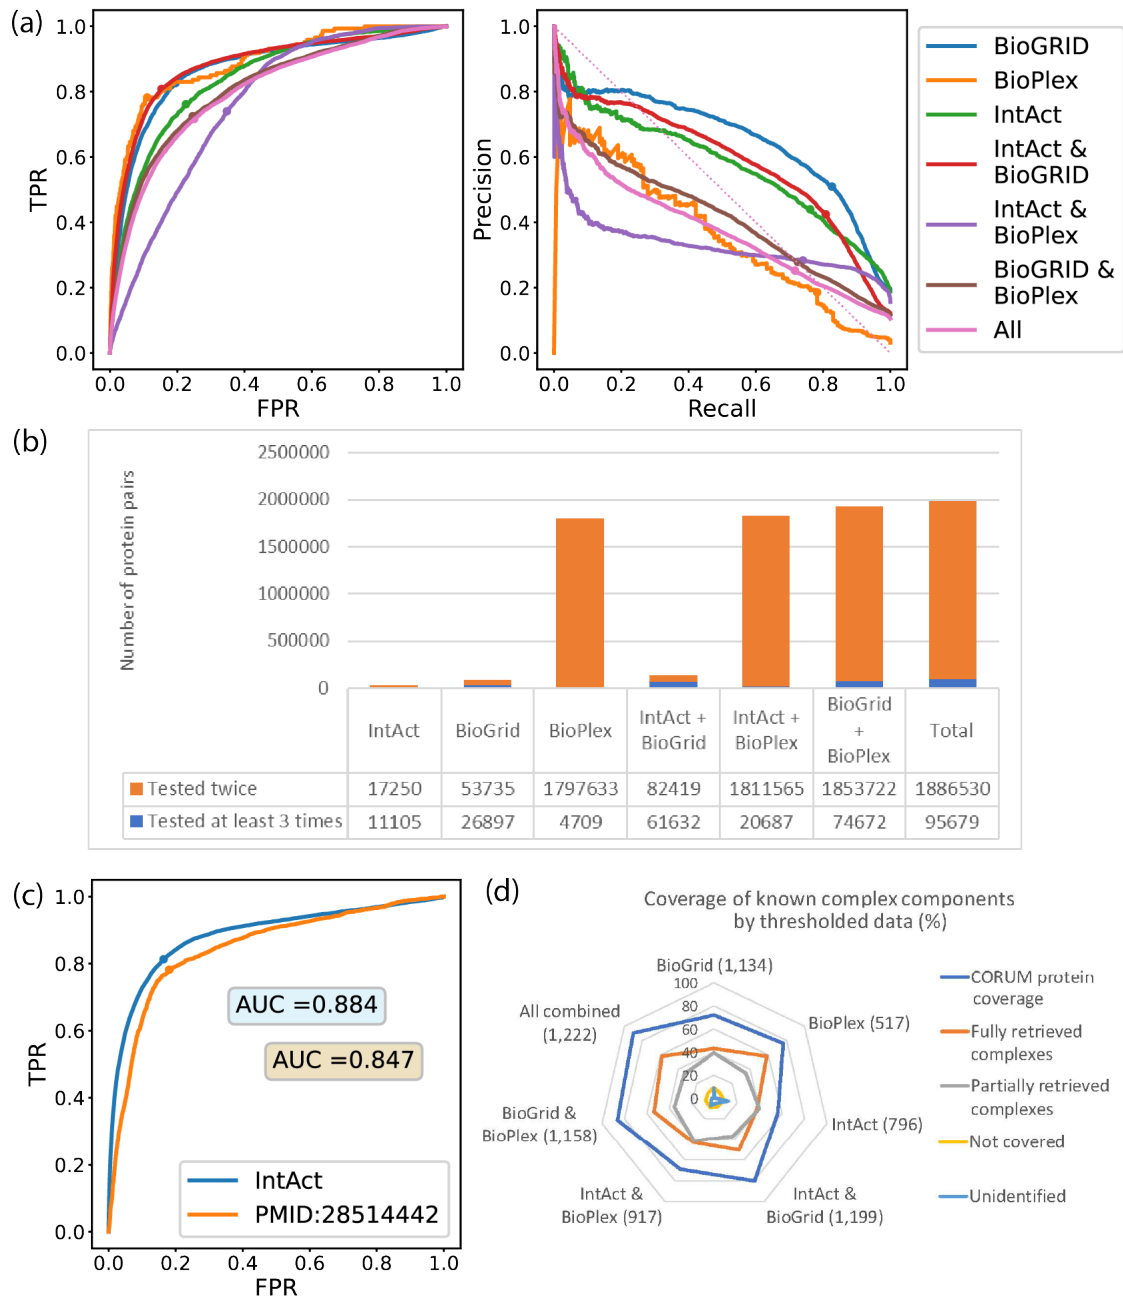 (a)
1.0
0.8
0.6
0.4
0.2
0.0
TPR
0.0 0.2 0.4 0.6 0.8 1.0
FPR
1.0
0.8
0.6
0.4
0.2
0.0
Precision
0.0 0.2 0.4 0.6 0.8 1.0
Recall
BioGRID
BioPlex
IntAct
IntAct &
BioGRID
IntAct &
BioPlex
BioGRID &
BioPlex
All
(b)
Number of protein pairs
2500000
2000000
1500000
1000000
500000
0
IntAct BioGrid BioPlex IntAct + BioGrid IntAct + BioPlex BioGrid + BioPlex Total
Tested twice 17250 53735 1797633 82419 1811565 1853722 1886530
Tested at least 3 times 11105 26897 4709 61632 20687 74672 95679
(c)
1.0
0.8
0.6
0.4
0.2
0.0
TPR
AUC =0.884
AUC =0.847
IntAct
PMID:28514442
0.0 0.2 0.4 0.6 0.8 1.0
FPR
(d)
Coverage of known complex components
by thresholded data (%)
BioGrid (1,134)
BioPlex (517)
IntAct (796)
IntAct &
BioGrid (1,199)
IntAct &
BioPlex (917)
BioGrid &
BioPlex (1,158)
All combined
(1,222)
100
80
60
40
20
0
CORUM protein
coverage
Fully retrieved
complexes
Partially retrieved
complexes
Not covered
Unidentified